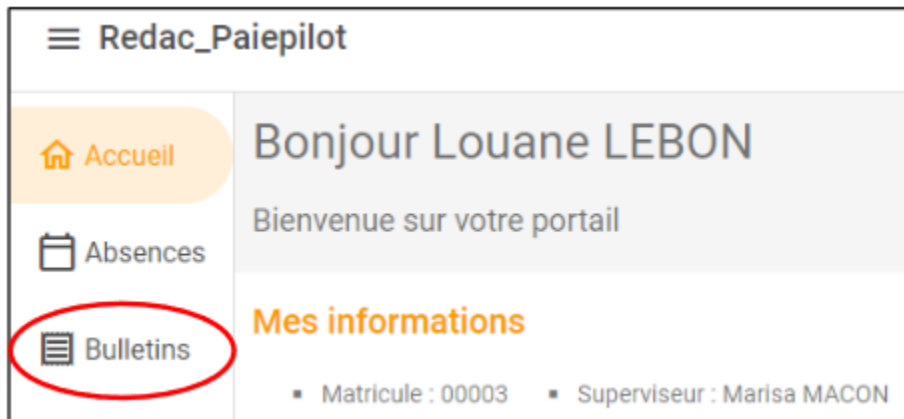 Redac_Paiepilot
Accueil
Absences
Bulletins
Bonjour Louane LEBON
Bienvenue sur votre portail
Mes informations
▪ Matricule : 00003 ▪ Superviseur : Marisa MACON